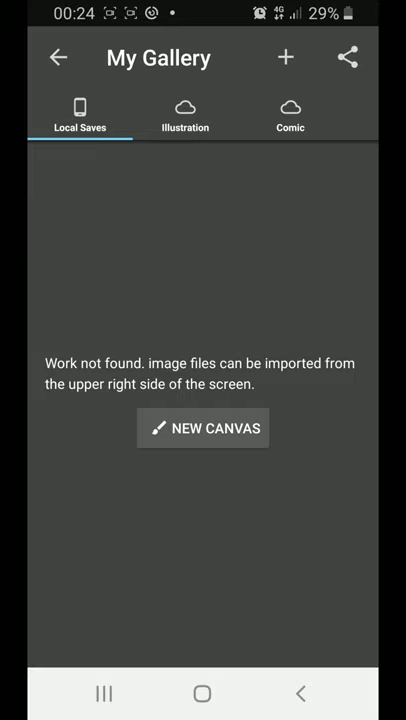 00:24 4G 29%
My Gallery
Local Saves Illustration Comic
Work not found. image files can be imported from
the upper right side of the screen.
NEW CANVAS